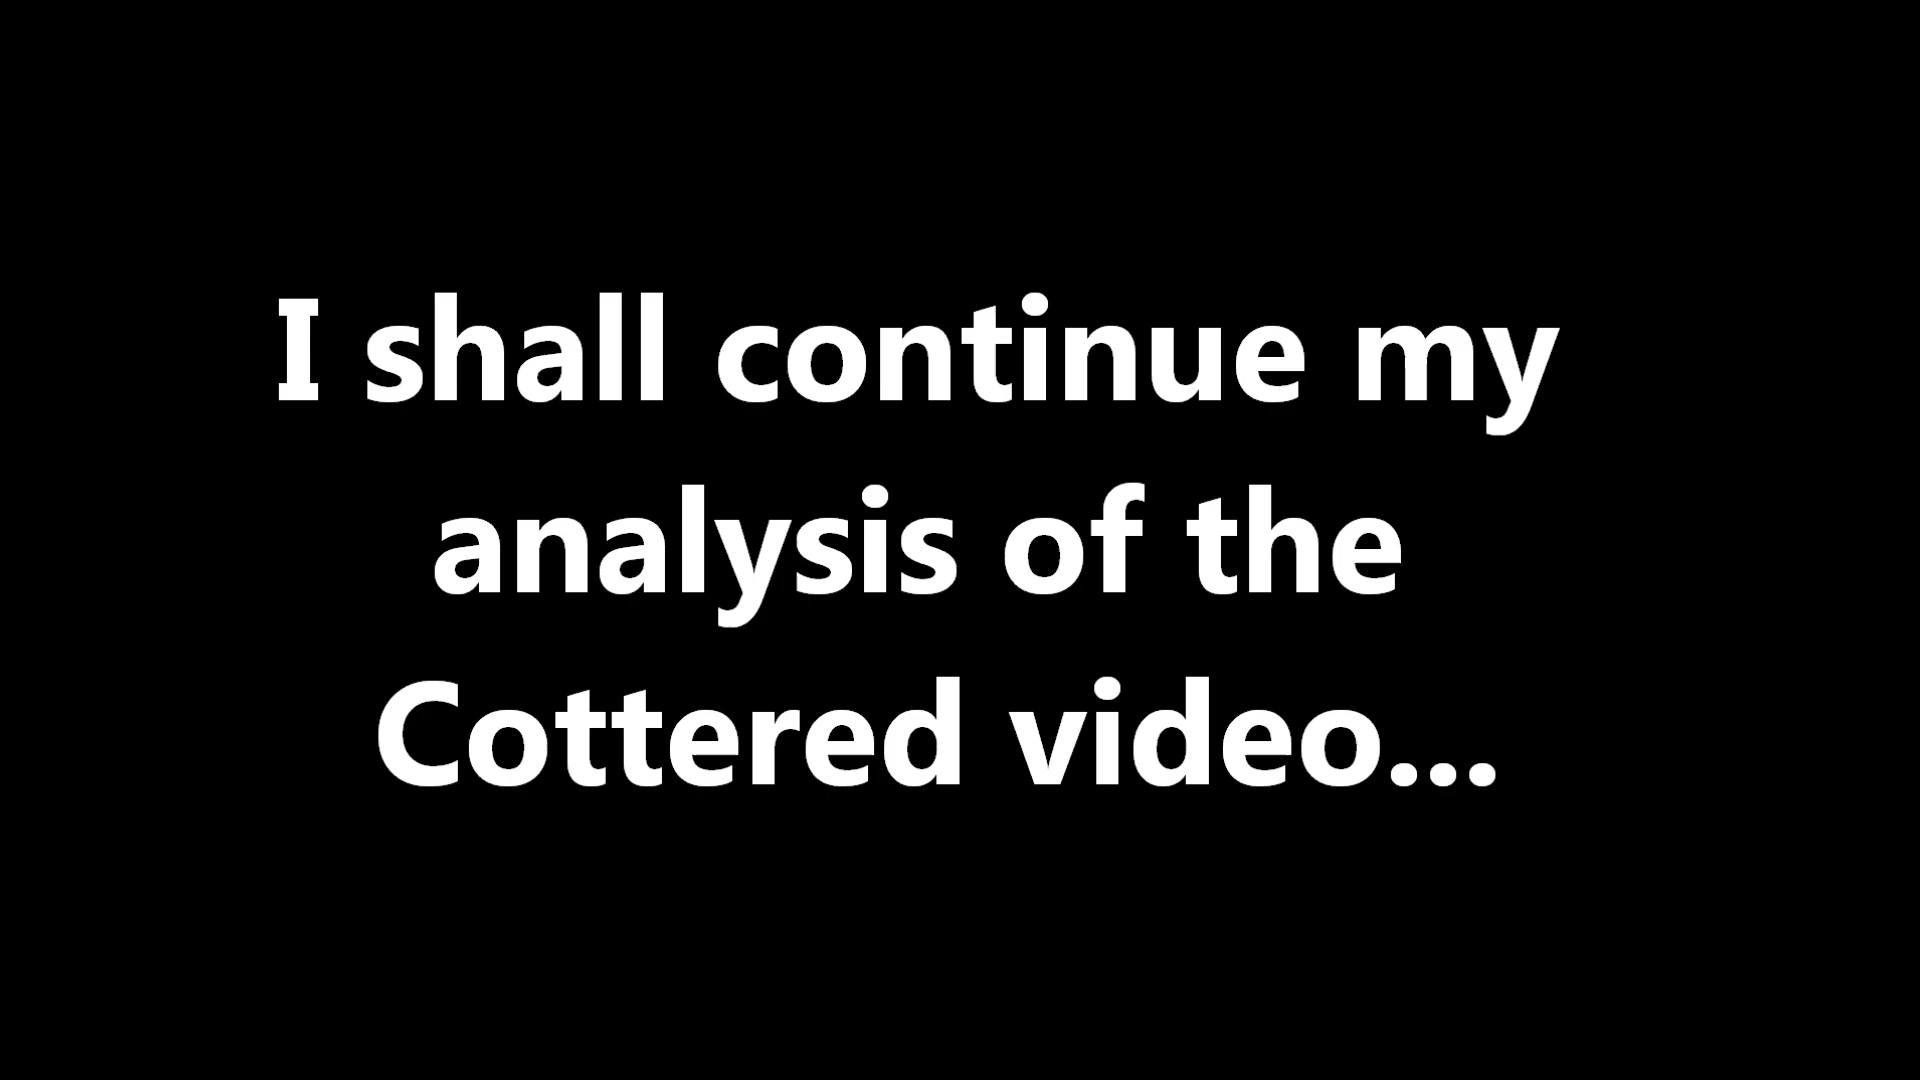 I shall continue my
analysis of the
Cottered video...